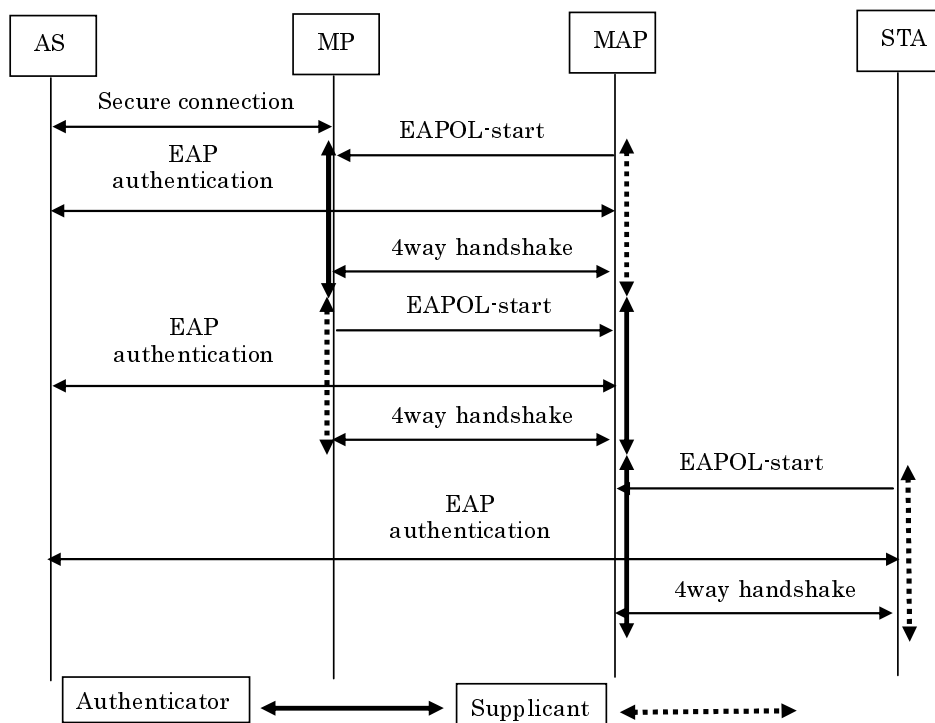 AS
MP
MAP
STA
Secure connection
EAPOL-start
EAP
authentication
4way handshake
EAPOL-start
EAP
authentication
4way handshake
EAPOL-start
EAP
authentication
4way handshake
Authenticator
Supplicant